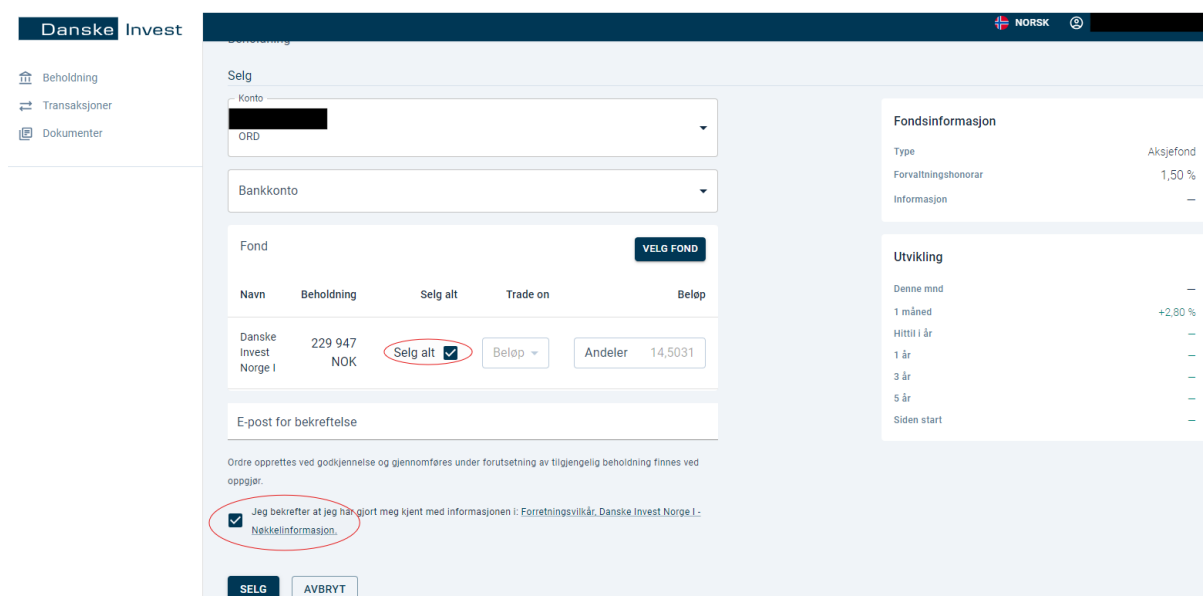 Danske Invest
NORSK
Beholdning
Transaksjoner
Dokumenter
Beholdning
Selg
Konto
ORD
Bankkonto
Fond
VELG FOND
Navn Beholdning Selg alt Trade on Beløp
Danske
Invest
Norge I
229 947
NOK
Selg alt
Beløp
Andeler 14,5031
E-post for bekreftelse
Ordre opprettes ved godkjennelse og gjennomføres under forutsetning av tilgjengelig beholdning finnes ved
oppgjør.
Jeg bekrefter at jeg har gjort meg kjent med informasjonen i: Forretningsvilkår, Danske Invest Norge I -
Nøkkelinformasjon.
SELG AVBRYT
Fondsinformasjon
Type Aksjefond
Forvaltningshonorar 1,50 %
Informasjon –
Utvikling
Denne mnd –
1 måned +2,80 %
Hittil i år –
1 år –
3 år –
5 år –
Siden start –